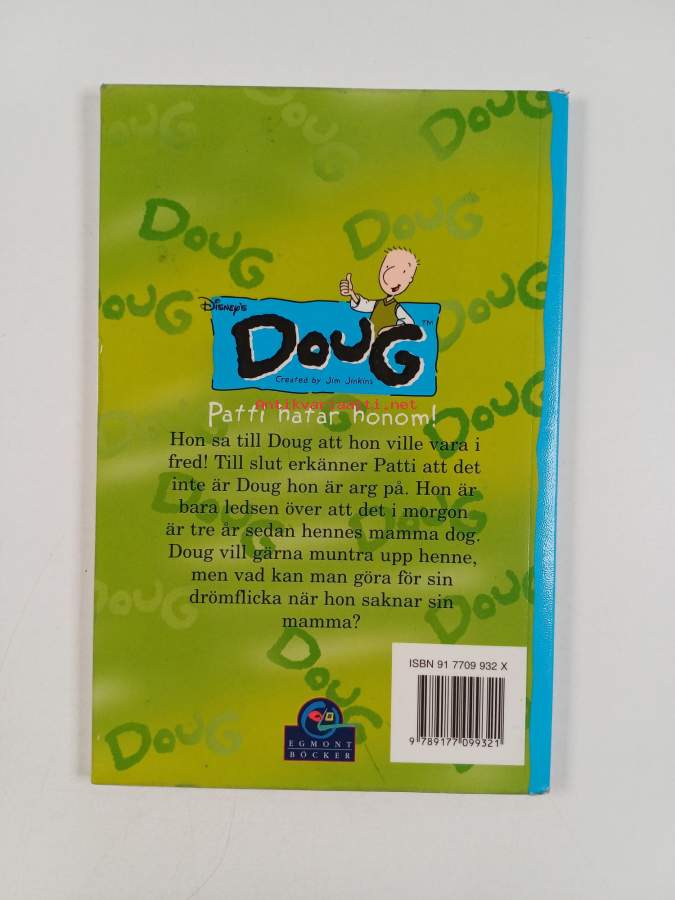 DOUG
DOUG
DOUG
DOUG
DOUG
DISNEY'S
DOUG™
Created by Jim Jinkins
antikvariaatti.net
Patti hatar honom!
Hon sa till Doug att hon ville vara i
fred! Till slut erkänner Patti att det
inte är Doug hon är arg på. Hon är
bara ledsen över att det i morgon
är tre år sedan hennes mamma dog.
Doug vill gärna muntra upp henne,
men vad kan man göra för sin
drömflicka när hon saknar sin
mamma?
DOUG
DOUG
DOUG
DOUG
ISBN 91 7709 932 X
9 789177 099321
EGMONT
BÖCKER